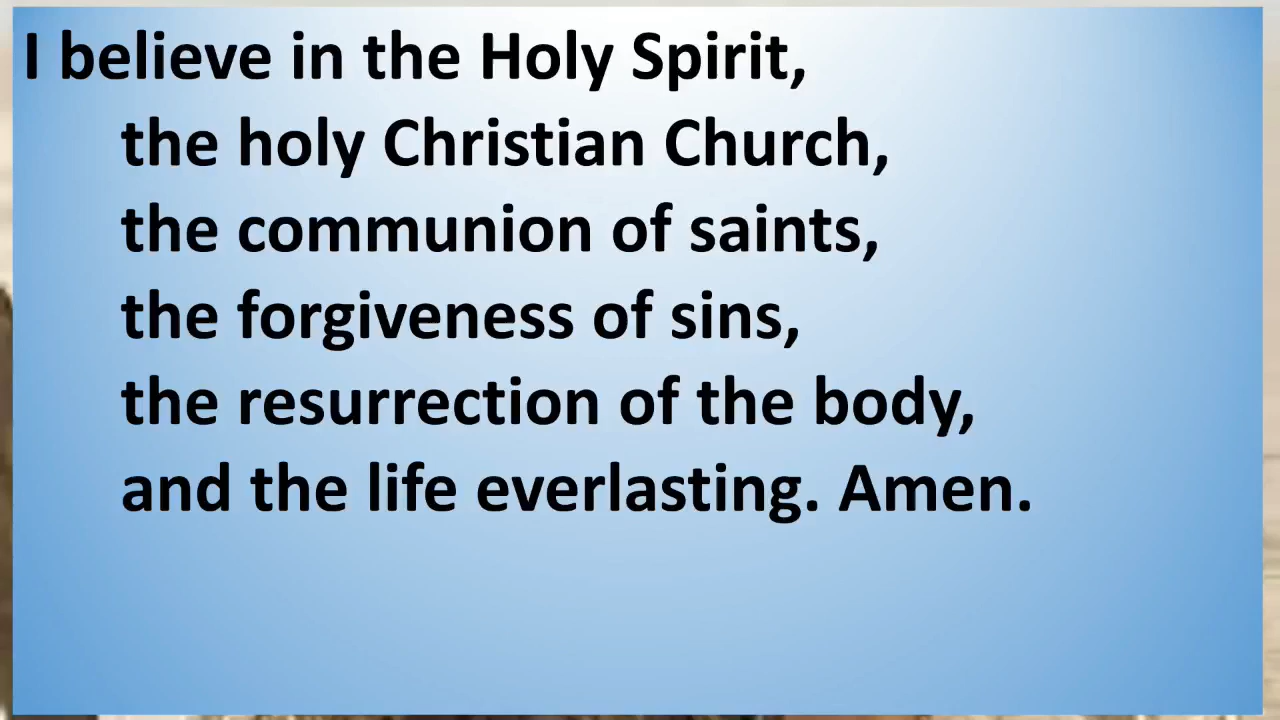 I believe in the Holy Spirit,
the holy Christian Church,
the communion of saints,
the forgiveness of sins,
the resurrection of the body,
and the life everlasting. Amen.